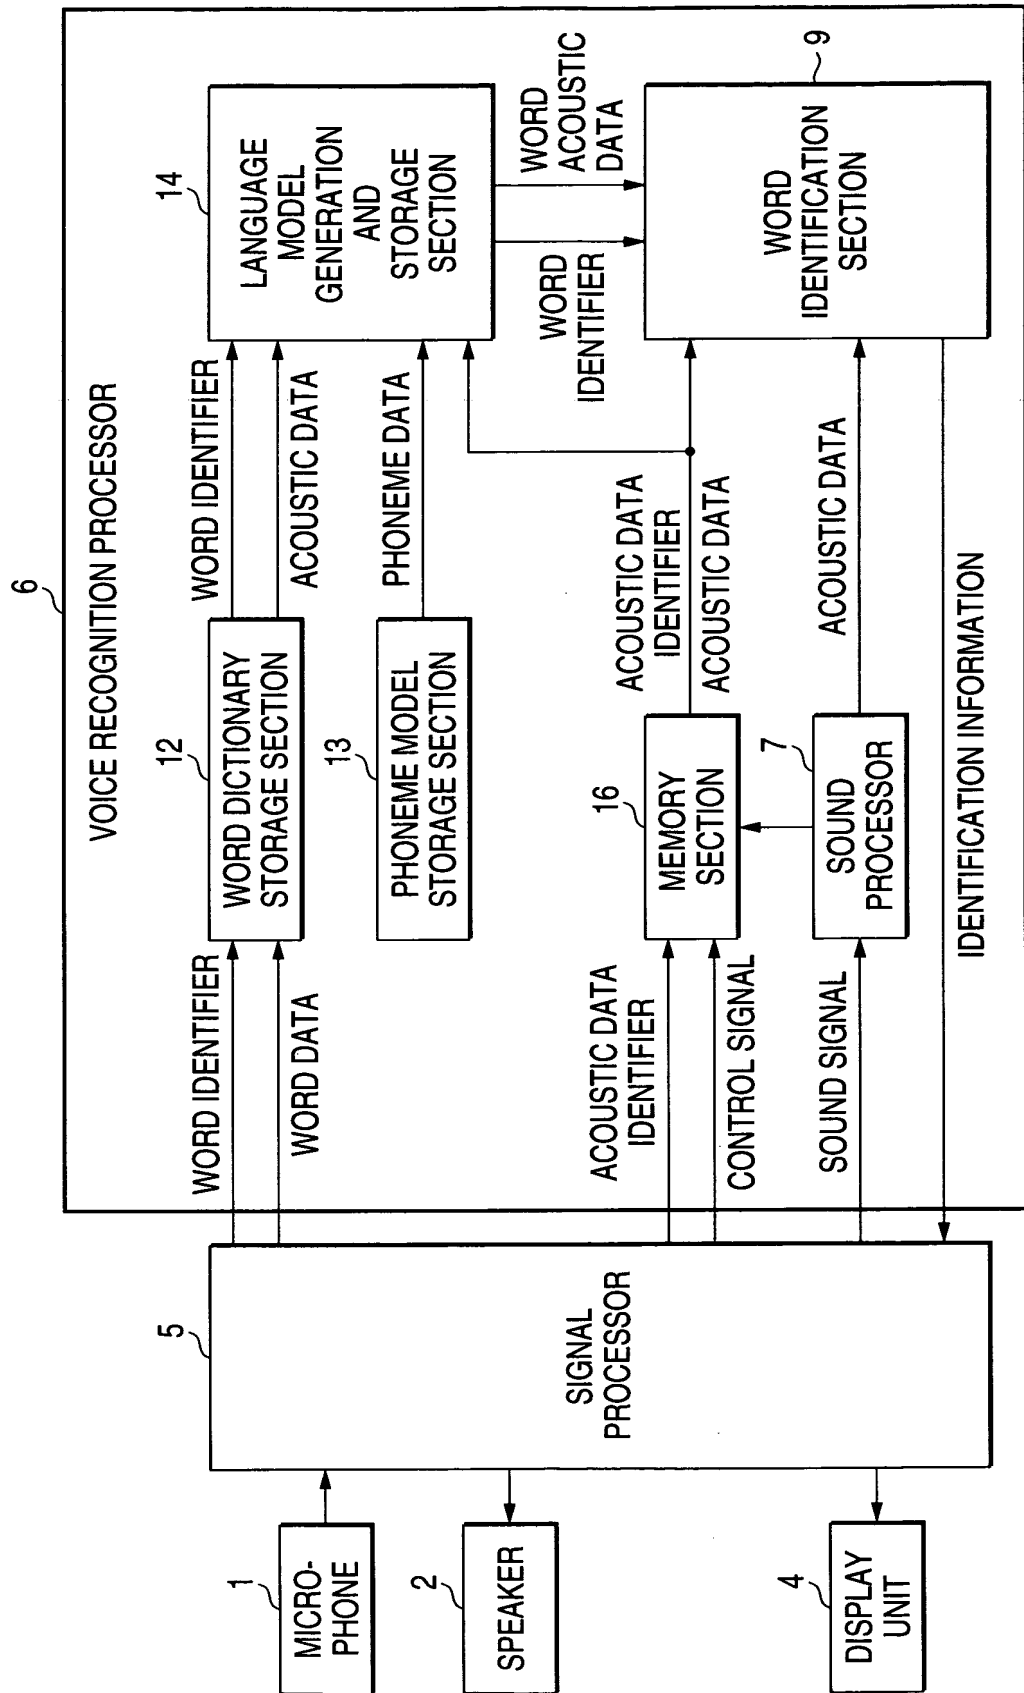 6
VOICE RECOGNITION PROCESSOR
1
MICRO-
PHONE
2
SPEAKER
4
DISPLAY
UNIT
5
SIGNAL
PROCESSOR
WORD IDENTIFIER
WORD DATA
ACOUSTIC DATA
IDENTIFIER
CONTROL SIGNAL
SOUND SIGNAL
12
WORD DICTIONARY
STORAGE SECTION
13
PHONEME MODEL
STORAGE SECTION
16
MEMORY
SECTION
7
SOUND
PROCESSOR
WORD IDENTIFIER
ACOUSTIC DATA
PHONEME DATA
ACOUSTIC DATA
IDENTIFIER
ACOUSTIC DATA
ACOUSTIC DATA
IDENTIFICATION INFORMATION
14
LANGUAGE
MODEL
GENERATION
AND
STORAGE
SECTION
WORD
IDENTIFIER
WORD
ACOUSTIC
DATA
9
WORD
IDENTIFICATION
SECTION